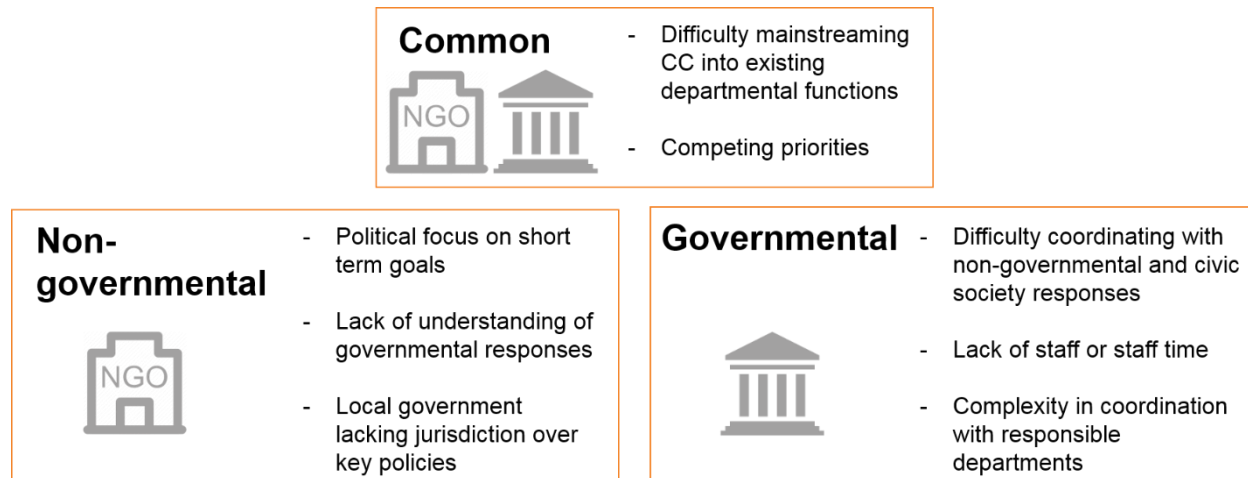 Common
NGO
- Difficulty mainstreaming
CC into existing
departmental functions
- Competing priorities
Non-
governmental
NGO
- Political focus on short
term goals
- Lack of understanding of
governmental responses
- Local government
lacking jurisdiction over
key policies
Governmental
- Difficulty coordinating with
non-governmental and civic
society responses
- Lack of staff or staff time
- Complexity in coordination
with responsible
departments